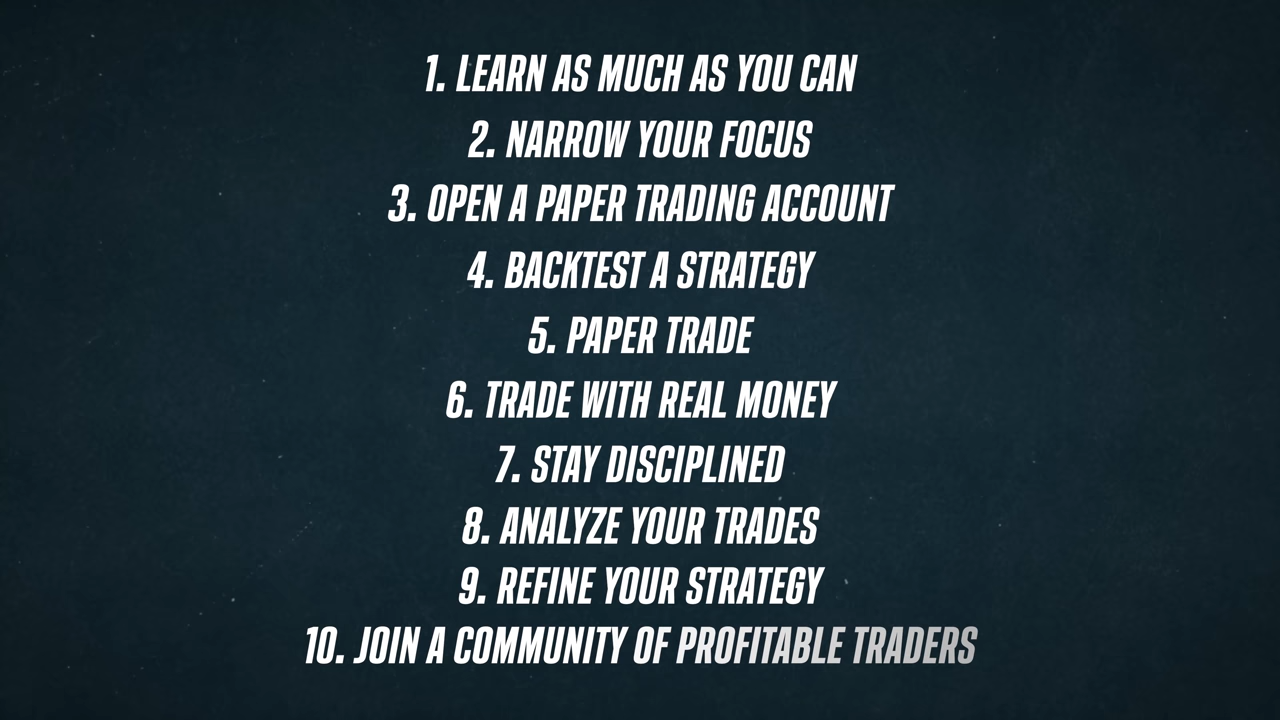 1. LEARN AS MUCH AS YOU CAN
2. NARROW YOUR FOCUS
3. OPEN A PAPER TRADING ACCOUNT
4. BACKTEST A STRATEGY
5. PAPER TRADE
6. TRADE WITH REAL MONEY
7. STAY DISCIPLINED
8. ANALYZE YOUR TRADES
9. REFINE YOUR STRATEGY
10. JOIN A COMMUNITY OF PROFITABLE TRADERS